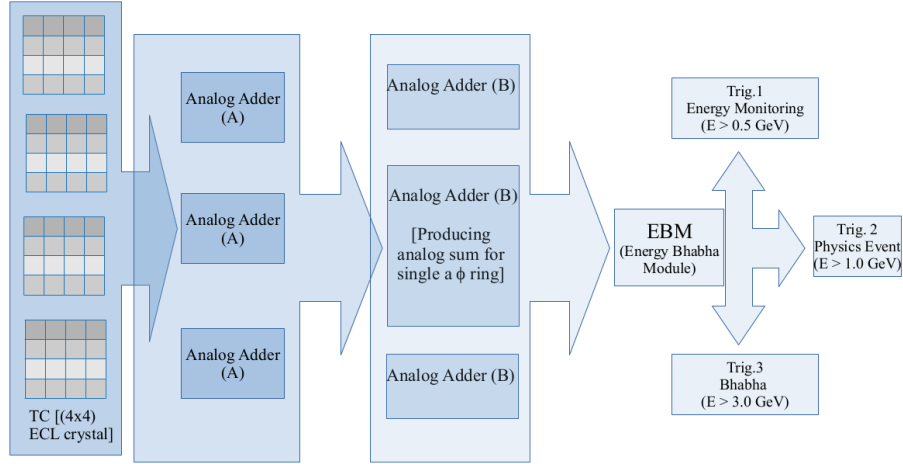 TC [(4x4)
ECL crystal]
Analog Adder
(A)
Analog Adder
(A)
Analog Adder
(A)
Analog Adder (B)
Analog Adder (B)
[Producing
analog sum for
single a ϕ ring]
Analog Adder (B)
EBM
(Energy Bhabha
Module)
Trig.1
Energy Monitoring
(E > 0.5 GeV)
Trig. 2
Physics Event
(E > 1.0 GeV)
Trig.3
Bhabha
(E > 3.0 GeV)